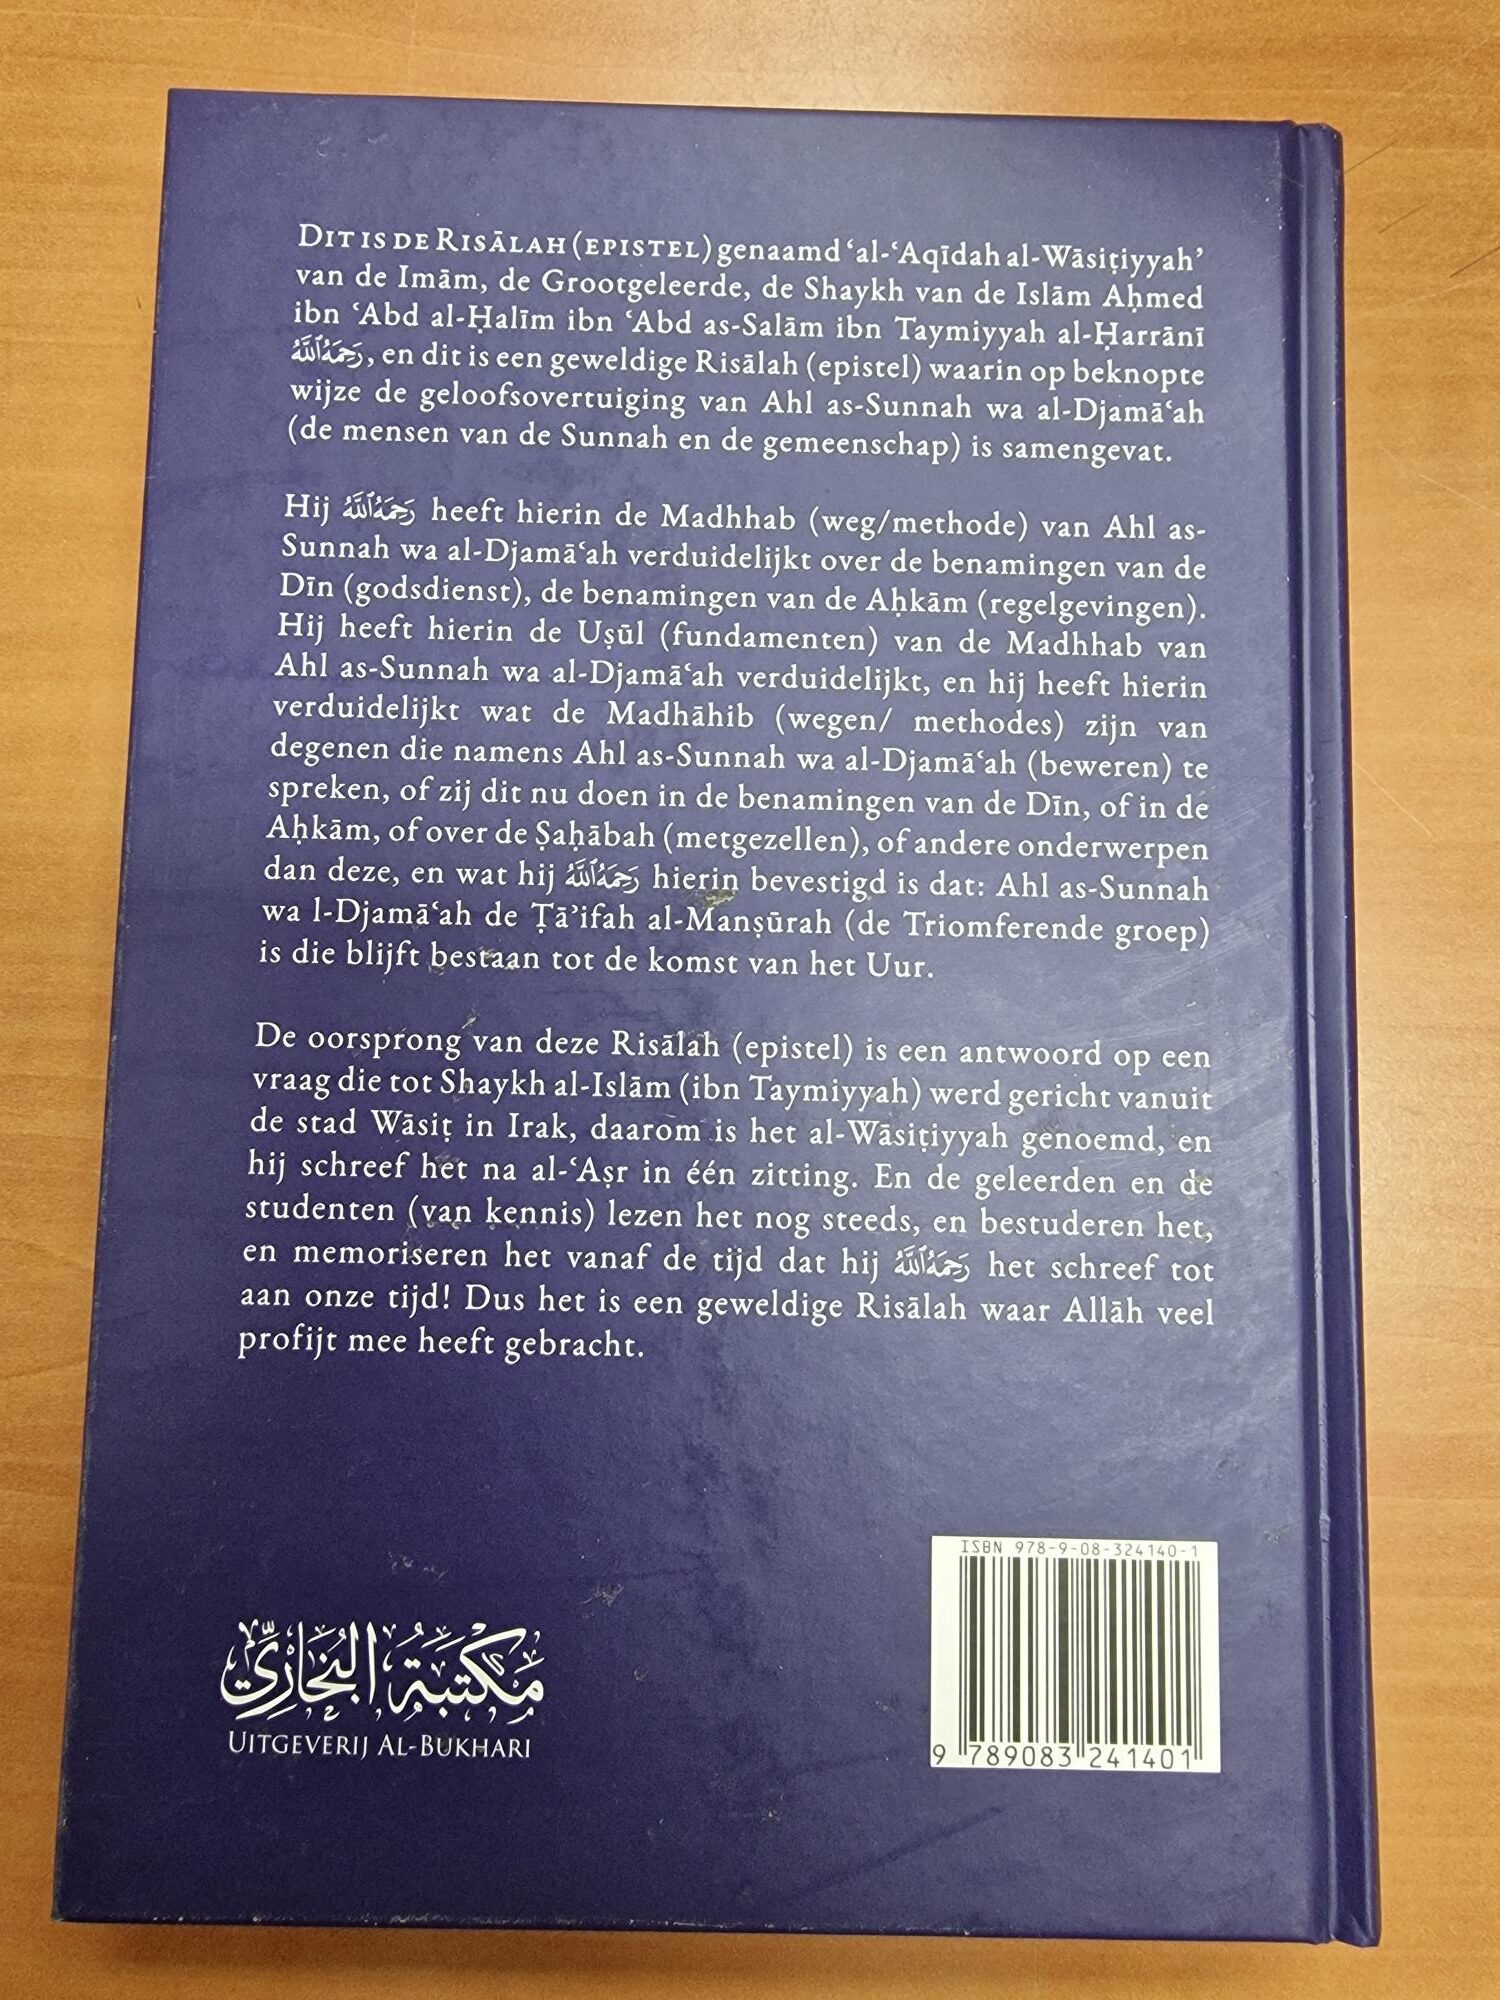 DIT IS DE RISĀLAH (EPISTEL) genaamd ‘al-‘Aqīdah al-Wāsiṭiyyah’
van de Imām, de Grootgeleerde, de Shaykh van de Islām Aḥmed
ibn ‘Abd al-Ḥalīm ibn ‘Abd as-Salām ibn Taymiyyah al-Ḥarrānī
رَحِمَهُ ٱللَّهُ, en dit is een geweldige Risālah (epistel) waarin op beknopte
wijze de geloofsovertuiging van Ahl as-Sunnah wa al-Djamā‘ah
(de mensen van de Sunnah en de gemeenschap) is samengevat.
Hij رَحِمَهُ ٱللَّهُ heeft hierin de Madhhab (weg/methode) van Ahl as-
Sunnah wa al-Djamā‘ah verduidelijkt over de benamingen van de
Dīn (godsdienst), de benamingen van de Aḥkām (regelgevingen).
Hij heeft hierin de Uṣūl (fundamenten) van de Madhhab van
Ahl as-Sunnah wa al-Djamā‘ah verduidelijkt, en hij heeft hierin
verduidelijkt wat de Madhāhib (wegen/ methodes) zijn van
degenen die namens Ahl as-Sunnah wa al-Djamā‘ah (beweren) te
spreken, of zij dit nu doen in de benamingen van de Dīn, of in de
Aḥkām, of over de Ṣaḥābah (metgezellen), of andere onderwerpen
dan deze, en wat hij رَحِمَهُ ٱللَّهُ hierin bevestigd is dat: Ahl as-Sunnah
wa l-Djamā‘ah de Ṭā’ifah al-Manṣūrah (de Triomferende groep)
is die blijft bestaan tot de komst van het Uur.
De oorsprong van deze Risālah (epistel) is een antwoord op een
vraag die tot Shaykh al-Islām (ibn Taymiyyah) werd gericht vanuit
de stad Wāsiṭ in Irak, daarom is het al-Wāsiṭiyyah genoemd, en
hij schreef het na al-‘Aṣr in één zitting. En de geleerden en de
studenten (van kennis) lezen het nog steeds, en bestuderen het,
en memoriseren het vanaf de tijd dat hij رَحِمَهُ ٱللَّهُ het schreef tot
aan onze tijd! Dus het is een geweldige Risālah waar Allāh veel
profijt mee heeft gebracht.
ISBN 978-9-08-324140-1
9 789083 241401
مَكْتَبَةُ البُخَارِيِّ
UITGEVERIJ AL-BUKHARI